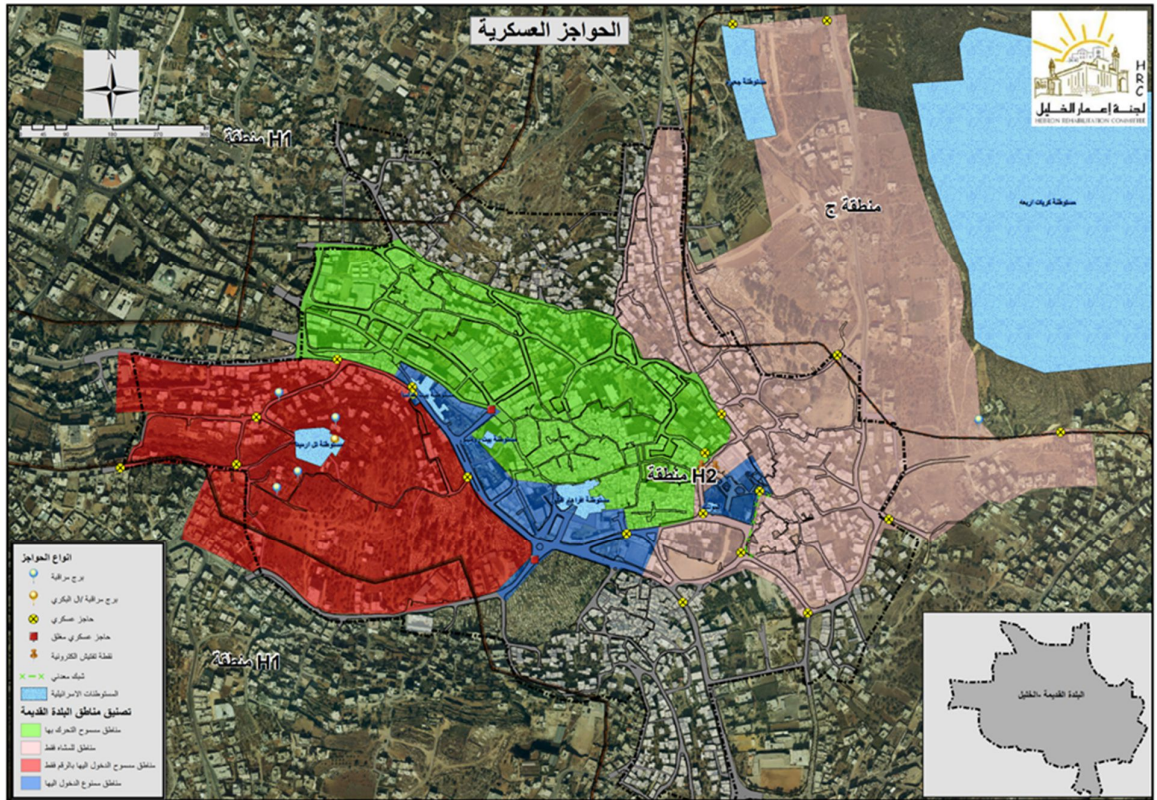 الحواجز العسكرية
HRC
لجنة إعمار الخليل
HEBRON REHABILITATION COMMITTEE
N
منطقة H1
منطقة ج
مستوطنة كريات اربعه
منطقة H2
منطقة H1
البلدة القديمة -الخليل
انواع الحواجز
برج مراقبة
برج مراقبة /ال البكري
حاجز عسكري
حاجز عسكري مغلق
نقطة تفتيش الكترونية
شبك معدني
المستوطنات الاسرائيلية
تصنيق مناطق البلدة القديمة
مناطق مسموح التحرك بها
مناطق للمشاه فقط
مناطق مسموح الدخول اليها بالرقم فقط
مناطق ممنوع الدخول اليها